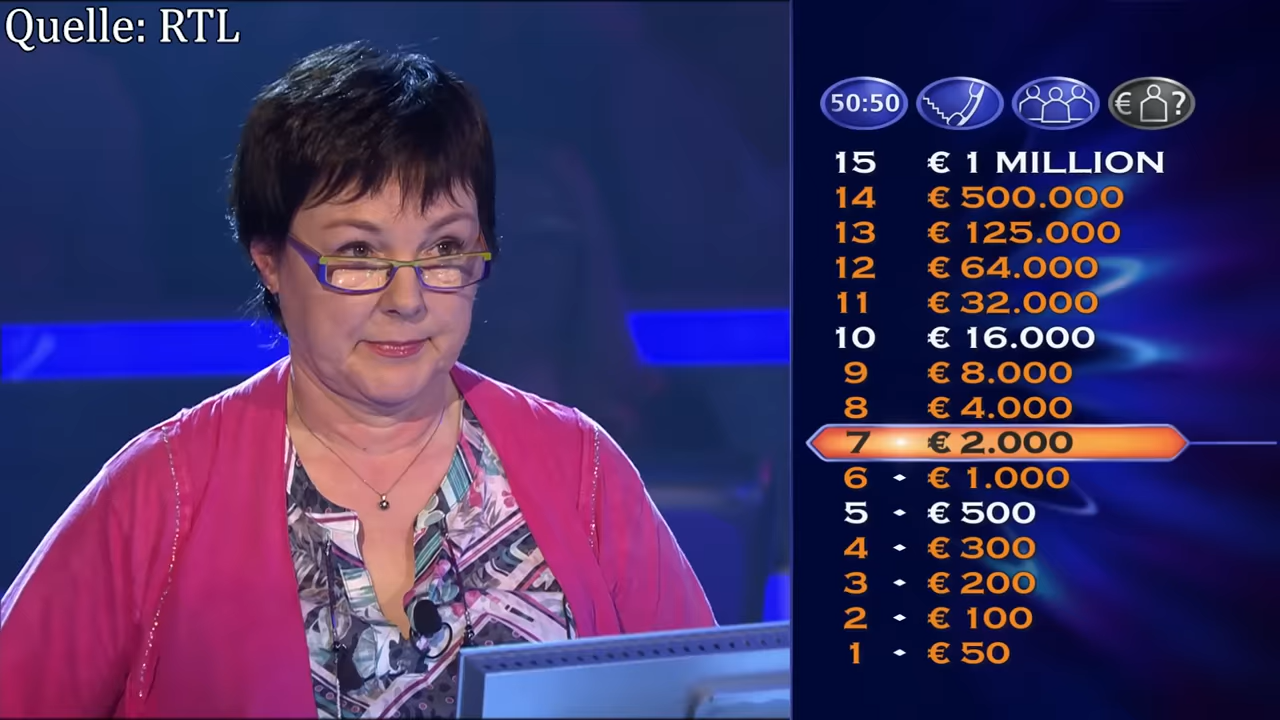 Quelle: RTL
50:50
€ ?
15 € 1 MILLION
14 € 500.000
13 € 125.000
12 € 64.000
11 € 32.000
10 € 16.000
9 € 8.000
8 € 4.000
7 € 2.000
6 € 1.000
5 € 500
4 € 300
3 € 200
2 € 100
1 € 50